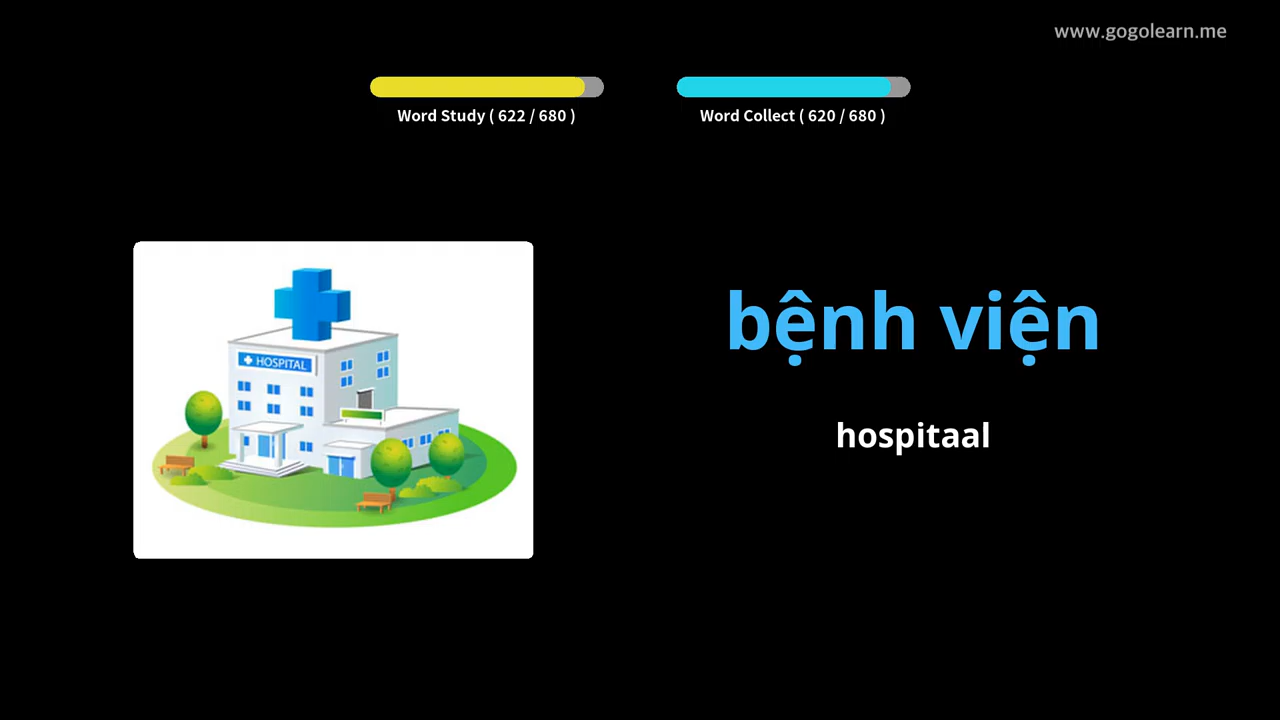 www.gogolearn.me
Word Study ( 622 / 680 )
Word Collect ( 620 / 680 )
HOSPITAL
bệnh viện
hospitaal